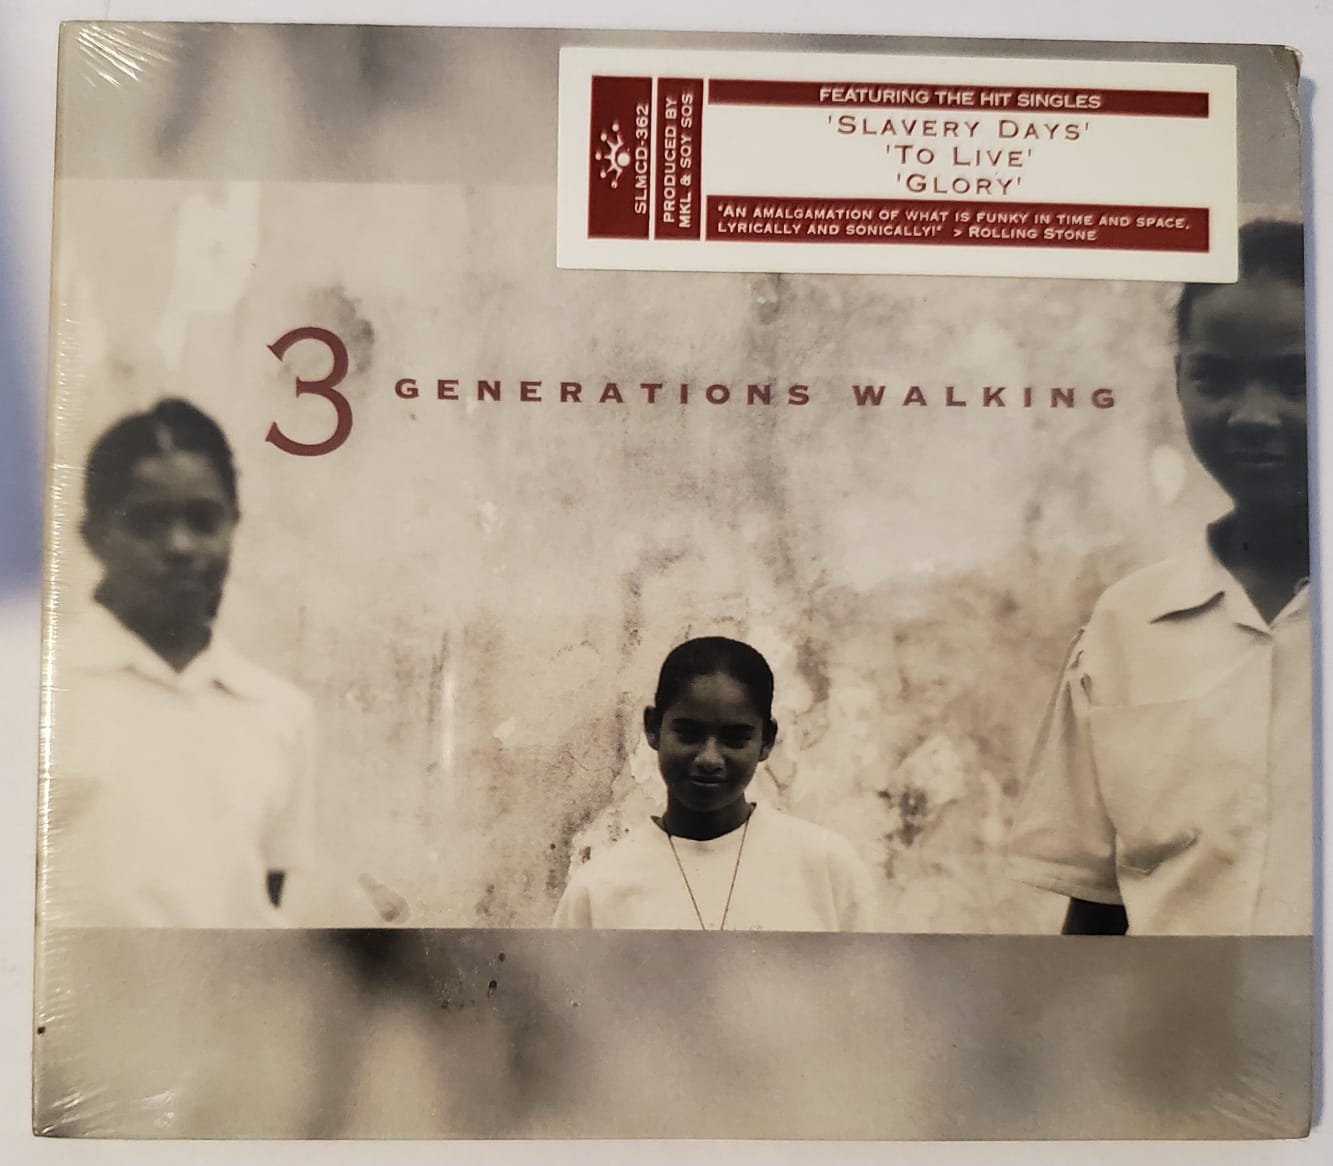 SLMCD-362
PRODUCED BY
MKL & SOY SOS
FEATURING THE HIT SINGLES
'SLAVERY DAYS'
'TO LIVE'
'GLORY'
"AN AMALGAMATION OF WHAT IS FUNKY IN TIME AND SPACE,
LYRICALLY AND SONICALLY!" > ROLLING STONE
3 GENERATIONS WALKING